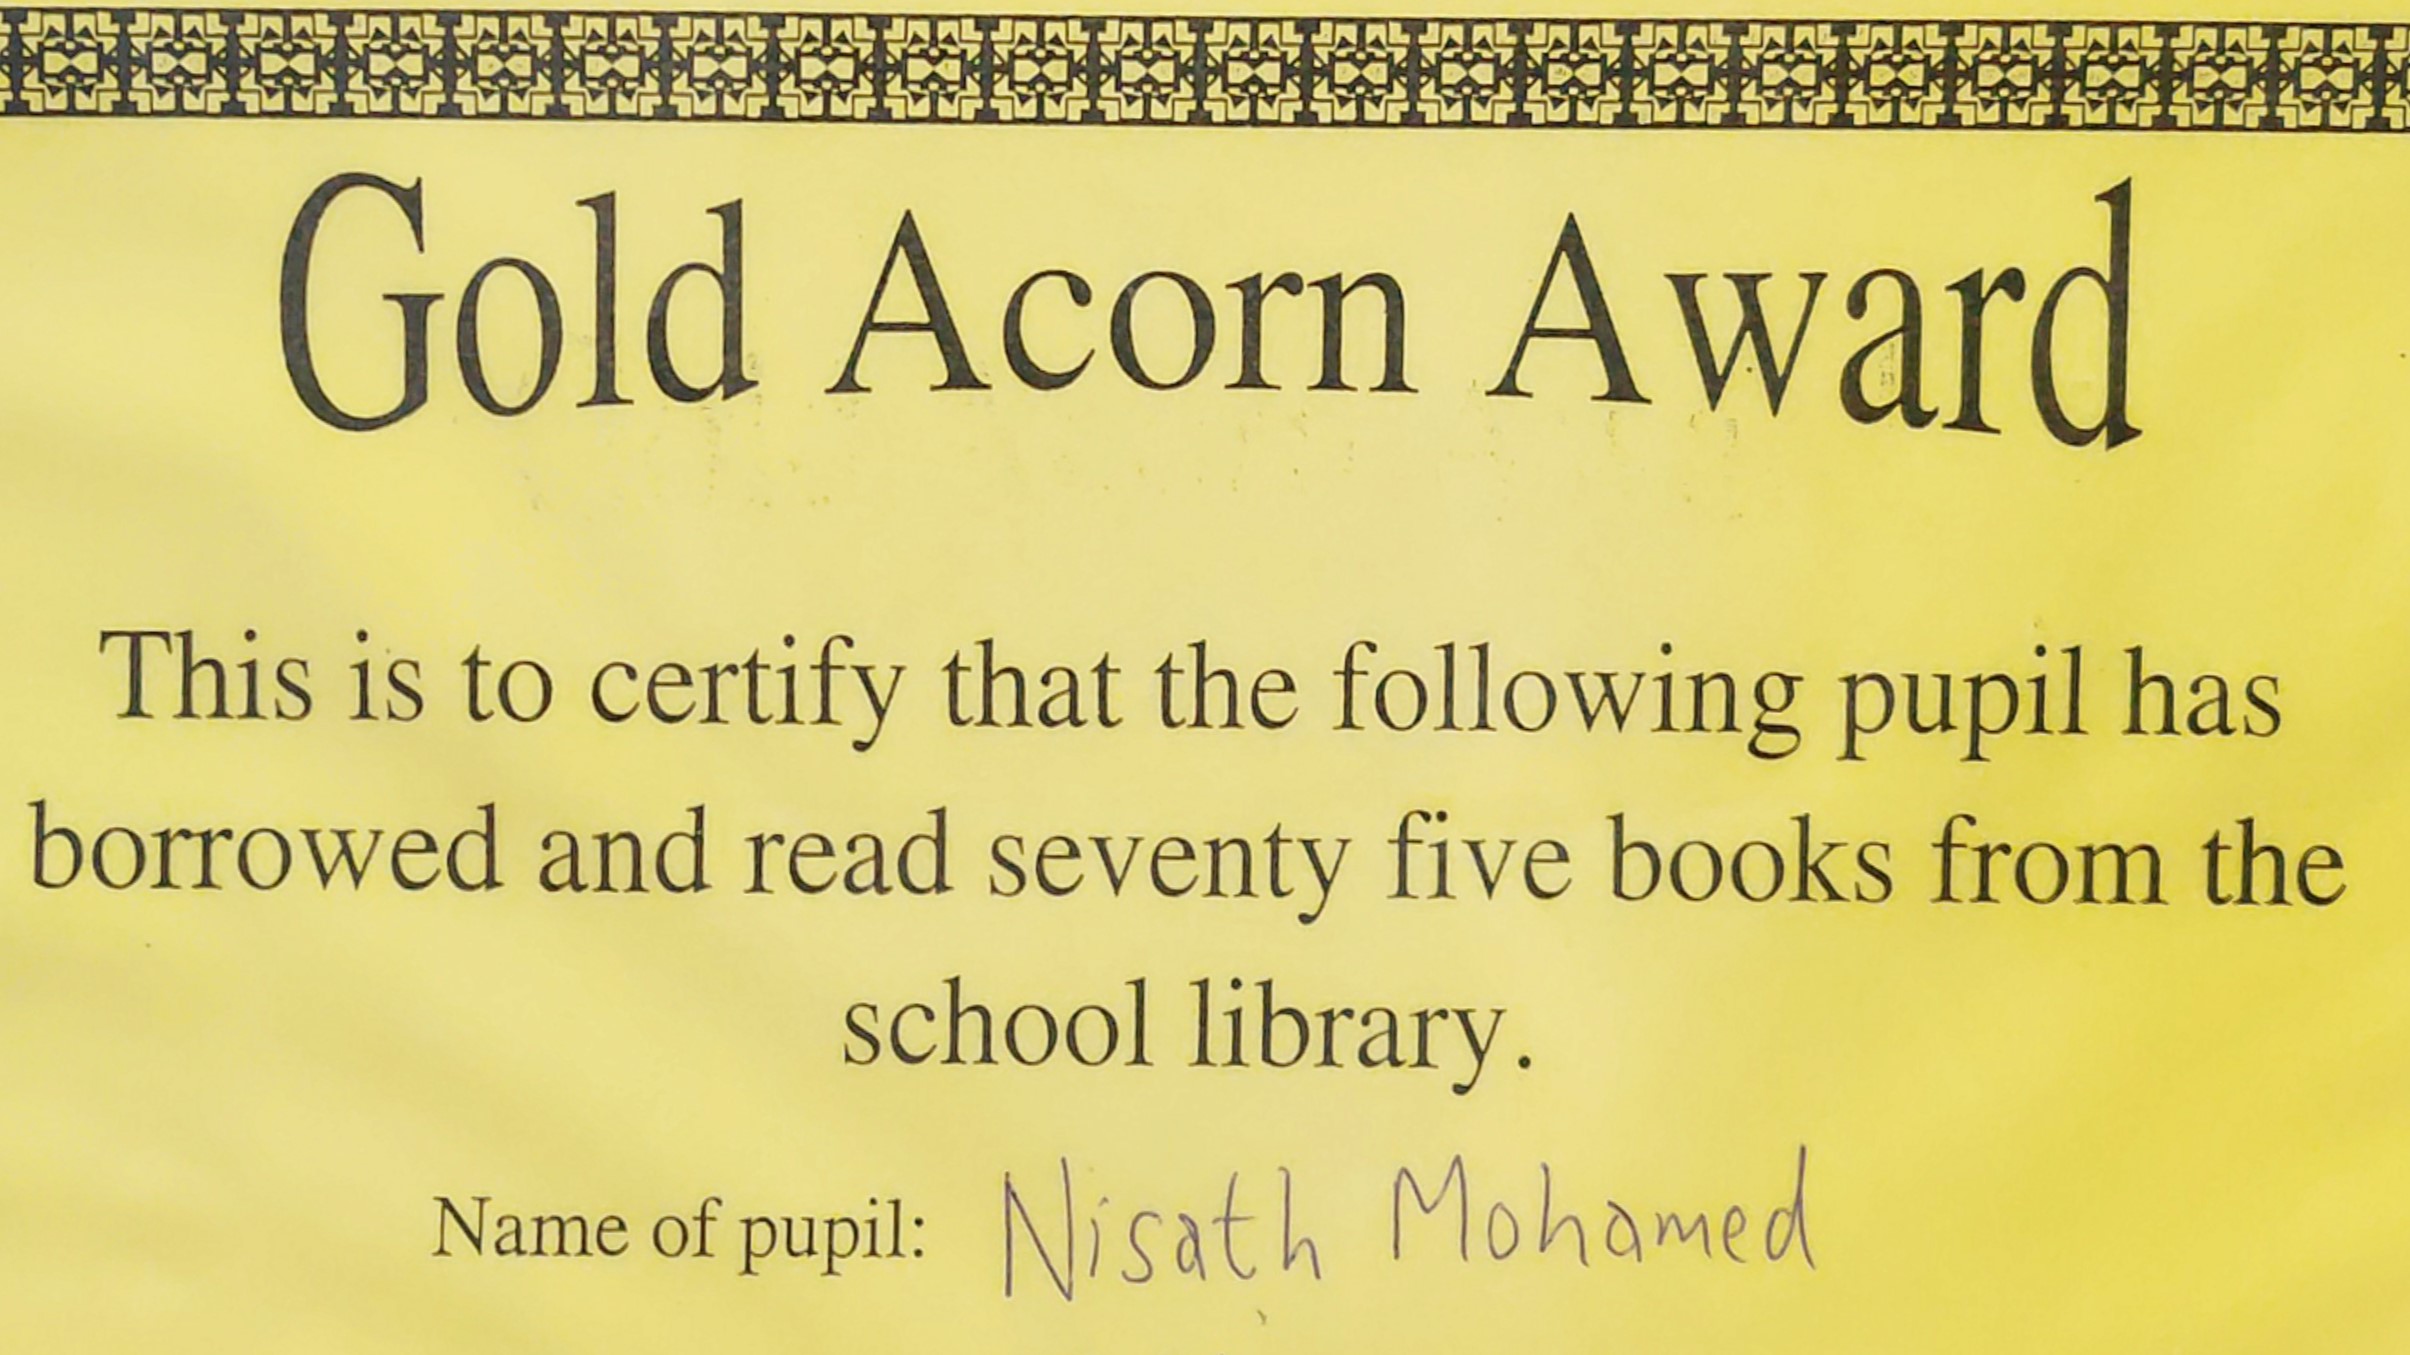 Gold Acorn Award
This is to certify that the following pupil has
borrowed and read seventy five books from the
school library.
Name of pupil: Nisath Mohamed